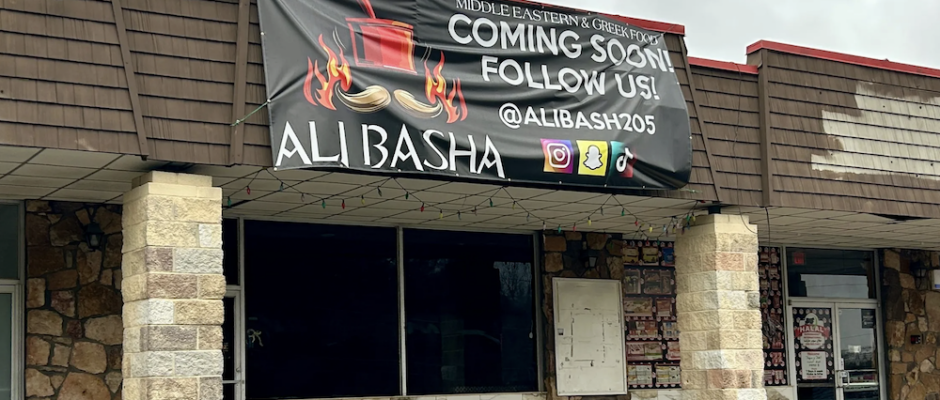 MIDDLE EASTERN & GREEK FOOD
COMING SOON!
FOLLOW US!
@ALIBASH205
ALI BASHA
HALAL